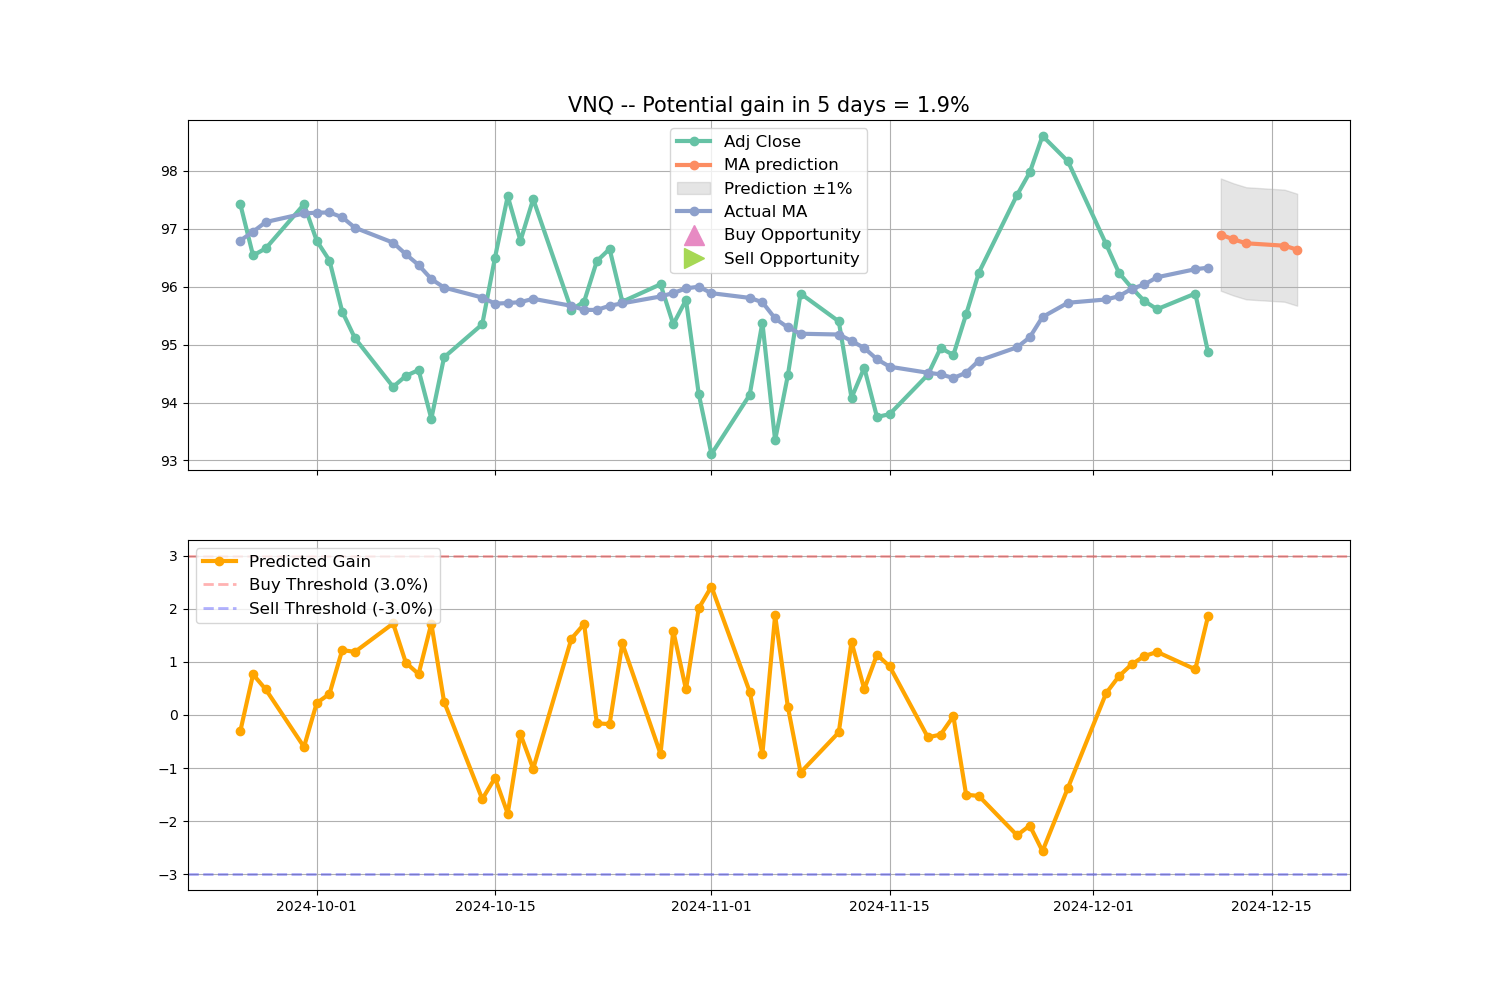 VNQ -- Potential gain in 5 days = 1.9%
Adj Close
MA prediction
Prediction ±1%
Actual MA
Buy Opportunity
Sell Opportunity
98
97
96
95
94
93
Predicted Gain
Buy Threshold (3.0%)
Sell Threshold (-3.0%)
3
2
1
0
−1
−2
−3
2024-10-01 2024-10-15 2024-11-01 2024-11-15 2024-12-01 2024-12-15